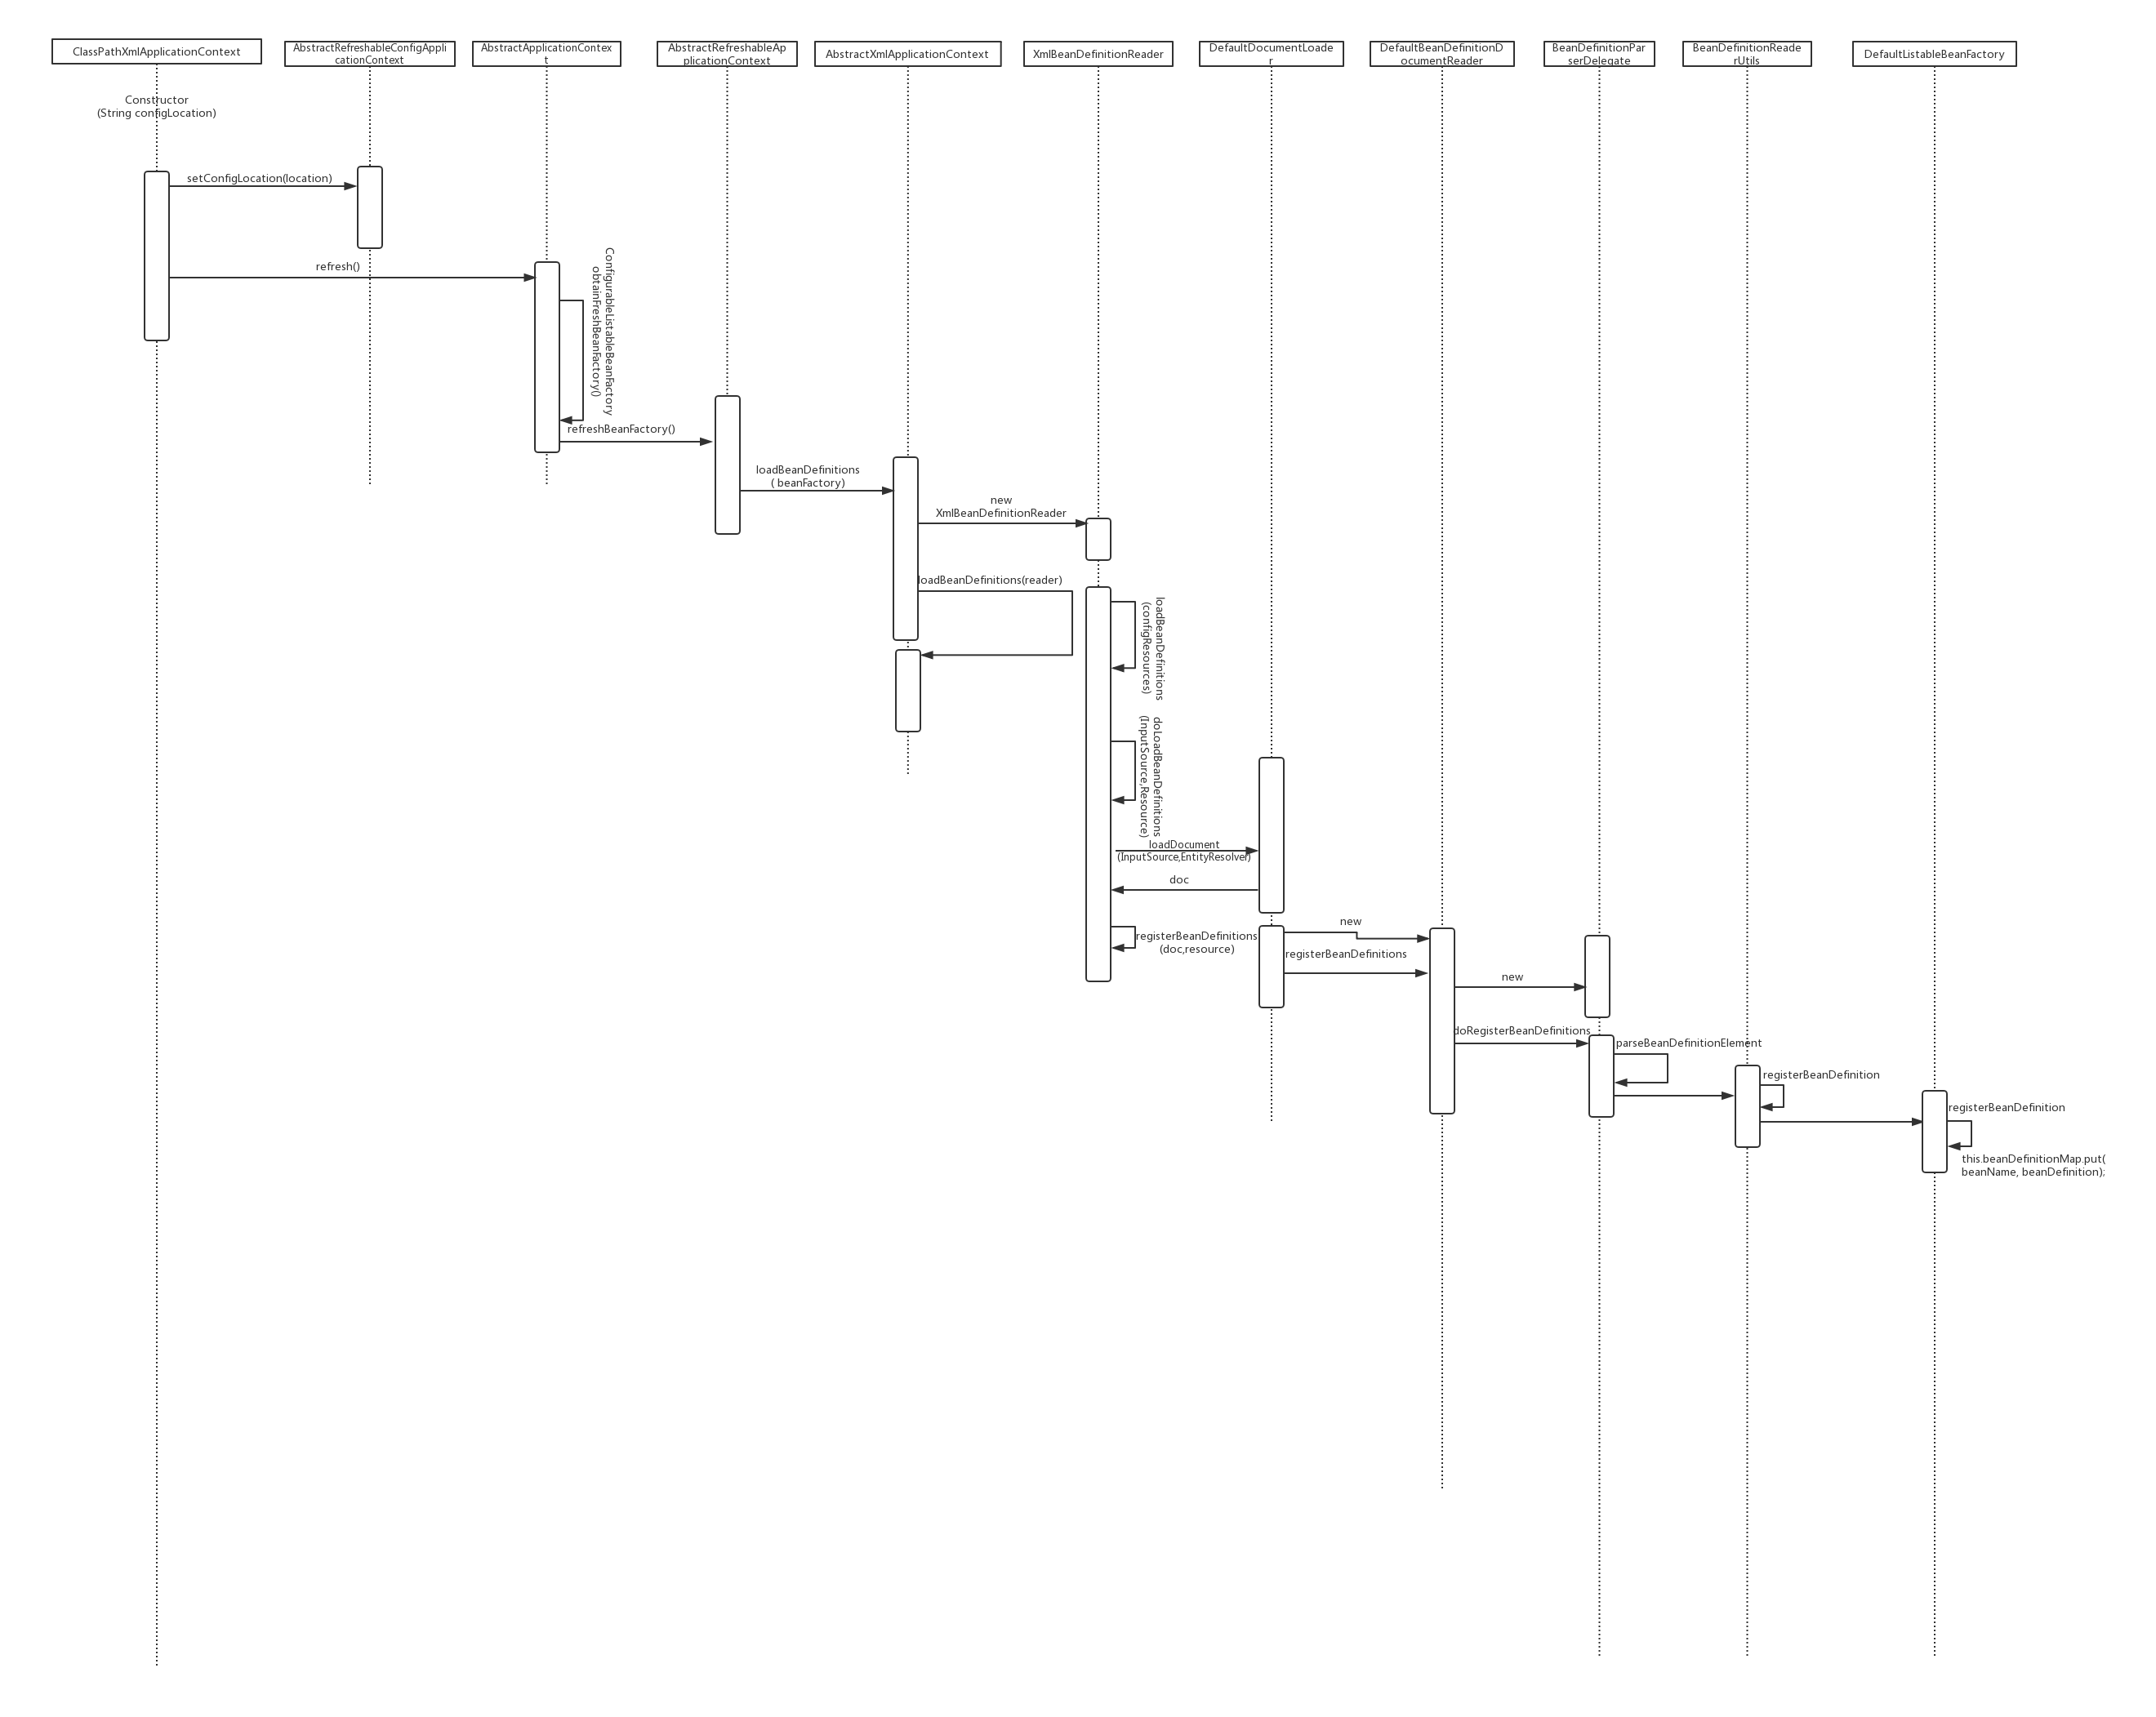 ClassPathXmlApplicationContext
AbstractRefreshableConfigAppli
cationContext
AbstractApplicationContex
t
AbstractRefreshableAp
plicationContext
AbstractXmlApplicationContext
XmlBeanDefinitionReader
DefaultDocumentLoade
r
DefaultBeanDefinitionD
ocumentReader
BeanDefinitionPar
serDelegate
BeanDefinitionReade
rUtils
DefaultListableBeanFactory
Constructor
(String configLocation)
setConfigLocation(location)
refresh()
ConfigurableListableBeanFactory
obtainFreshBeanFactory()
refreshBeanFactory()
loadBeanDefinitions
( beanFactory)
new
XmlBeanDefinitionReader
loadBeanDefinitions(reader)
loadBeanDefinitions
(configResources)
doLoadBeanDefinitions
(InputSource,Resource)
loadDocument
(InputSource,EntityResolver)
doc
registerBeanDefinitions
(doc,resource)
new
registerBeanDefinitions
new
doRegisterBeanDefinitions
parseBeanDefinitionElement
registerBeanDefinition
registerBeanDefinition
this.beanDefinitionMap.put(
beanName, beanDefinition);